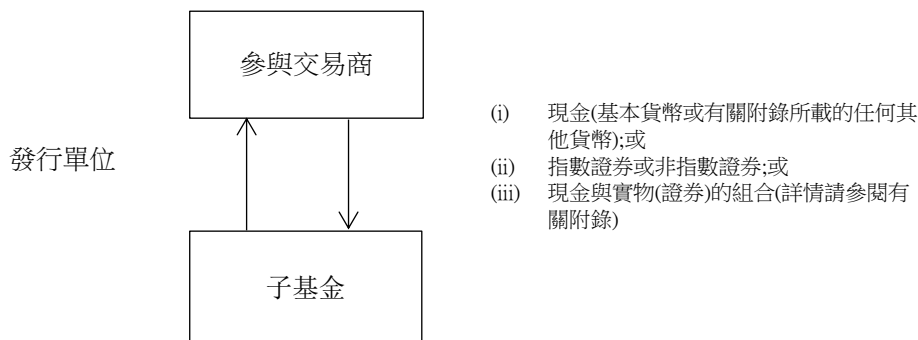 參與交易商
發行單位
(i) 現金(基本貨幣或有關附錄所載的任何其
他貨幣);或
(ii) 指數證券或非指數證券;或
(iii) 現金與實物(證券)的組合(詳情請參閱有
關附錄)
子基金